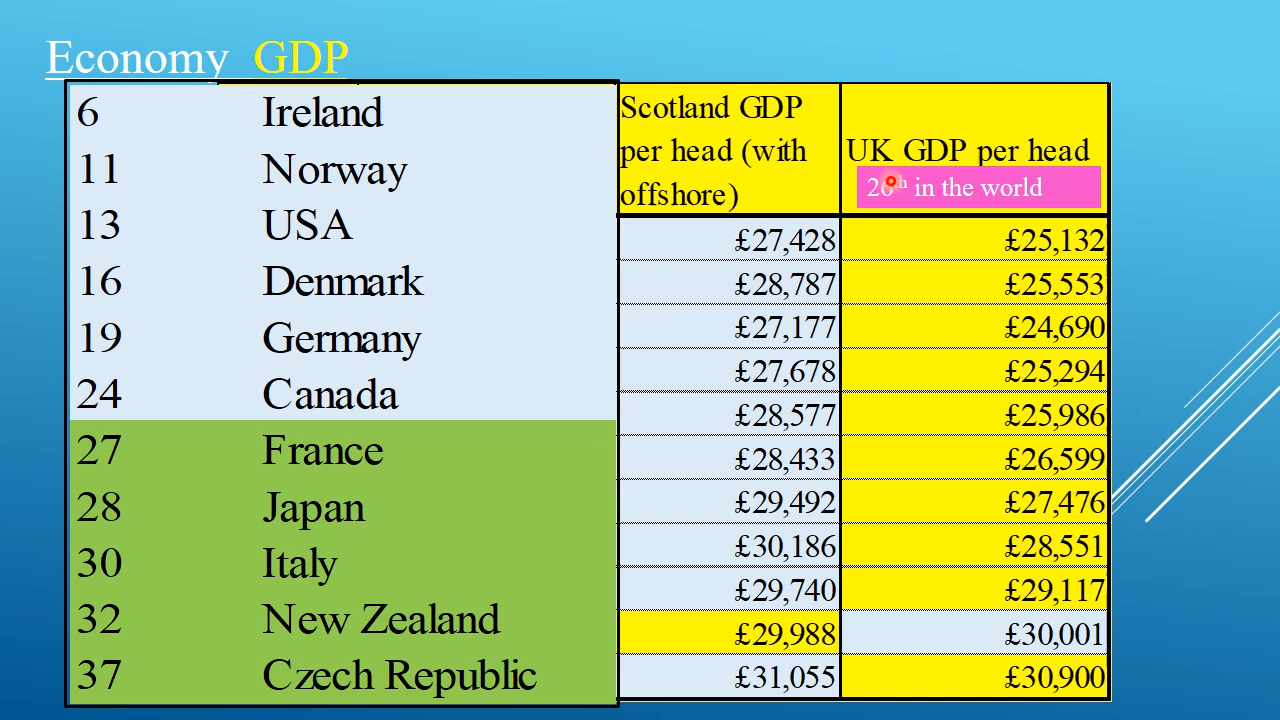 Economy GDP
6 Ireland
11 Norway
13 USA
16 Denmark
19 Germany
24 Canada
27 France
28 Japan
30 Italy
32 New Zealand
37 Czech Republic
Scotland GDP
per head (with
offshore)
UK GDP per head
in the world
£27,428 £25,132
£28,787 £25,553
£27,177 £24,690
£27,678 £25,294
£28,577 £25,986
£28,433 £26,599
£29,492 £27,476
£30,186 £28,551
£29,740 £29,117
£29,988 £30,001
£31,055 £30,900